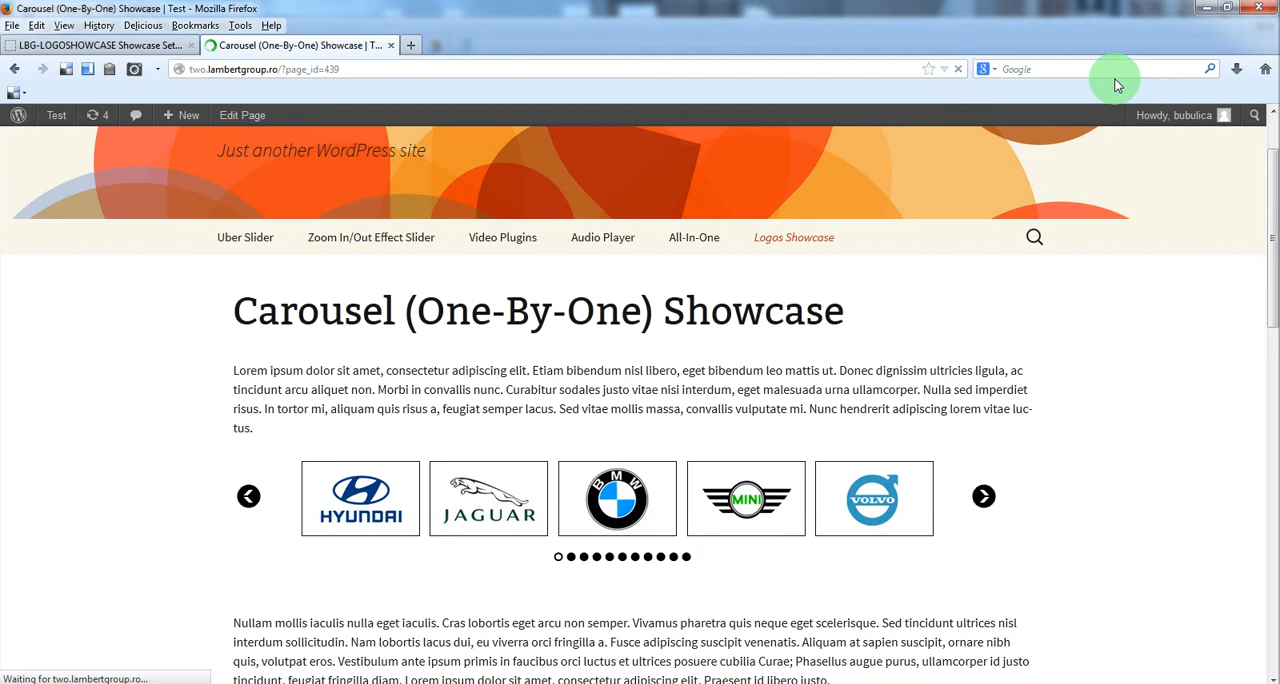 Carousel (One-By-One) Showcase | Test - Mozilla Firefox
File Edit View History Delicious Bookmarks Tools Help
LBG-LOGOSHOWCASE Showcase Set... × Carousel (One-By-One) Showcase | T... × +
two.lambertgroup.ro/?page_id=439 Google
Test 4 New Edit Page Howdy, bubulica
Just another WordPress site
Uber Slider Zoom In/Out Effect Slider Video Plugins Audio Player All-In-One Logos Showcase
Carousel (One-By-One) Showcase
Lorem ipsum dolor sit amet, consectetur adipiscing elit. Etiam bibendum nisl libero, eget bibendum leo mattis ut. Donec dignissim ultricies ligula, ac
tincidunt arcu aliquet non. Morbi in convallis nunc. Curabitur sodales justo vitae nisi interdum, eget malesuada urna ullamcorper. Nulla sed imperdiet
risus. In tortor mi, aliquam quis risus a, feugiat semper lacus. Sed vitae mollis massa, convallis vulputate mi. Nunc hendrerit adipiscing lorem vitae luc-
tus.
HYUNDAI JAGUAR BMW MINI VOLVO
Nullam mollis iaculis nulla eget iaculis. Cras lobortis eget arcu non semper. Vivamus pharetra quis neque eget scelerisque. Sed tincidunt ultrices nisl
interdum sollicitudin. Nam lobortis lacus dui, eu viverra orci fringilla a. Fusce adipiscing suscipit venenatis. Aliquam at sapien suscipit, ornare nibh
quis, volutpat eros. Vestibulum ante ipsum primis in faucibus orci luctus et ultrices posuere cubilia Curae; Phasellus augue purus, ullamcorper id justo
tincidunt, feugiat fringilla diam. Lorem ipsum dolor sit amet, consectetur adipiscing elit. Praesent id lobortis justo.
Waiting for two.lambertgroup.ro...